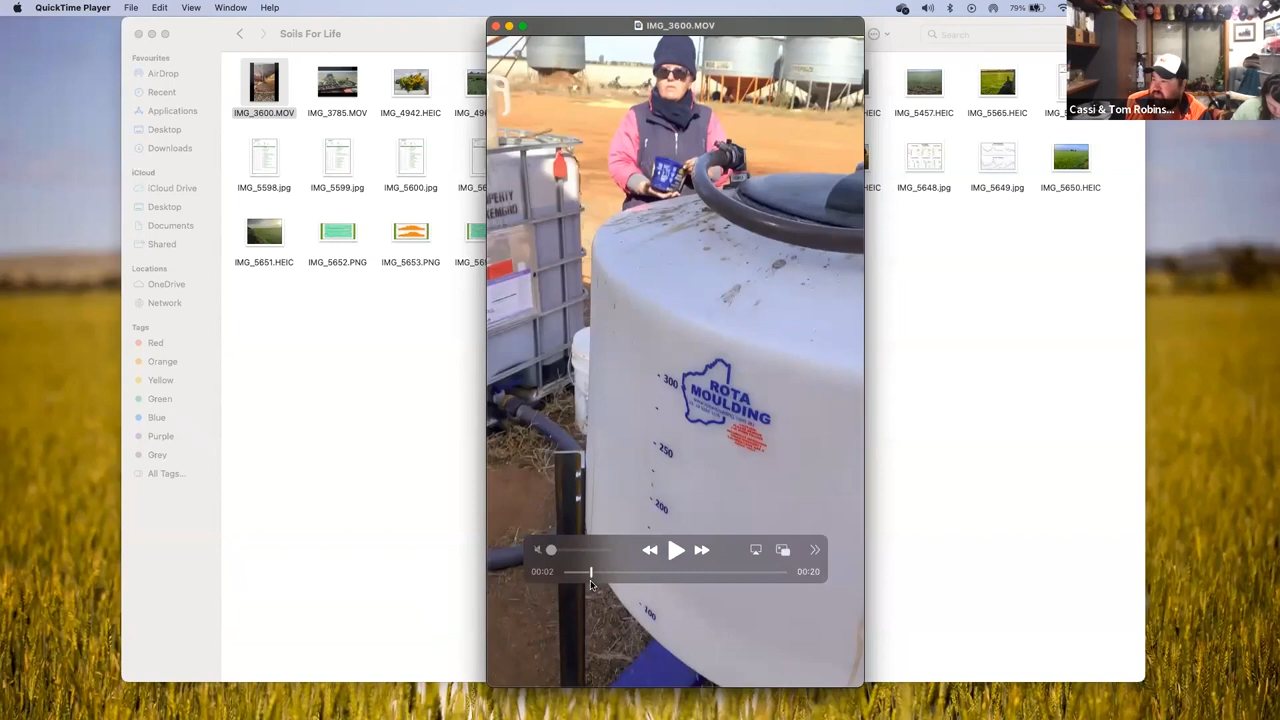 QuickTime Player File Edit View Window Help
79%
IMG_3600.MOV
Soils For Life
Search
Cassi & Tom Robins...
Favourites
AirDrop
Recent
Applications
Desktop
Downloads
iCloud
iCloud Drive
Desktop
Documents
Shared
Locations
OneDrive
Network
Tags
Red
Orange
Yellow
Green
Blue
Purple
Grey
All Tags...
IMG_3600.MOV IMG_3785.MOV IMG_4942.HEIC IMG_5457.HEIC IMG_5565.HEIC
IMG_5598.jpg IMG_5599.jpg IMG_5600.jpg IMG_5648.jpg IMG_5649.jpg IMG_5650.HEIC
IMG_5651.HEIC IMG_5652.PNG IMG_5653.PNG
300
ROTA
MOULDING
250
200
100
00:02 00:20